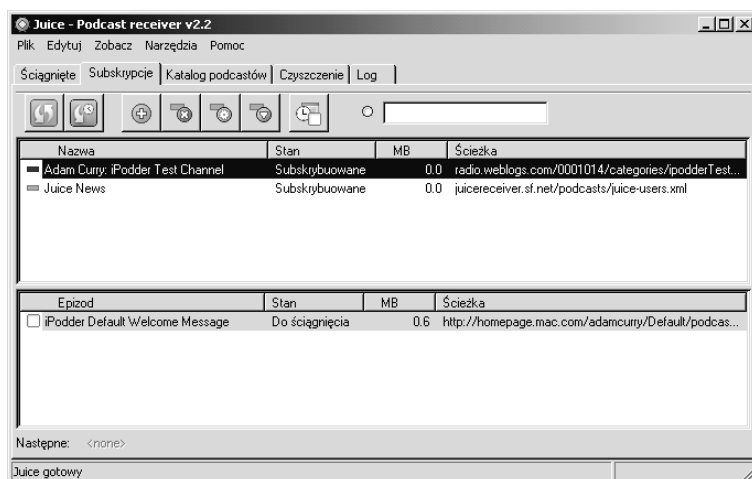 Juice - Podcast receiver v2.2
Plik Edytuj Zobacz Narzędzia Pomoc
Ściągnięte Subskrypcje Katalog podcastów Czyszczenie Log
Nazwa Stan MB Ścieżka
Adam Curry: iPodder Test Channel Subskrybuowane 0.0 radio.weblogs.com/0001014/categories/ipodderTest...
Juice News Subskrybuowane 0.0 juicereceiver.sf.net/podcasts/juice-users.xml
Epizod Stan MB Ścieżka
iPodder Default Welcome Message Do ściągnięcia 0.6 http://homepage.mac.com/adamcurry/Default/podcas...
Następne: <none>
Juice gotowy